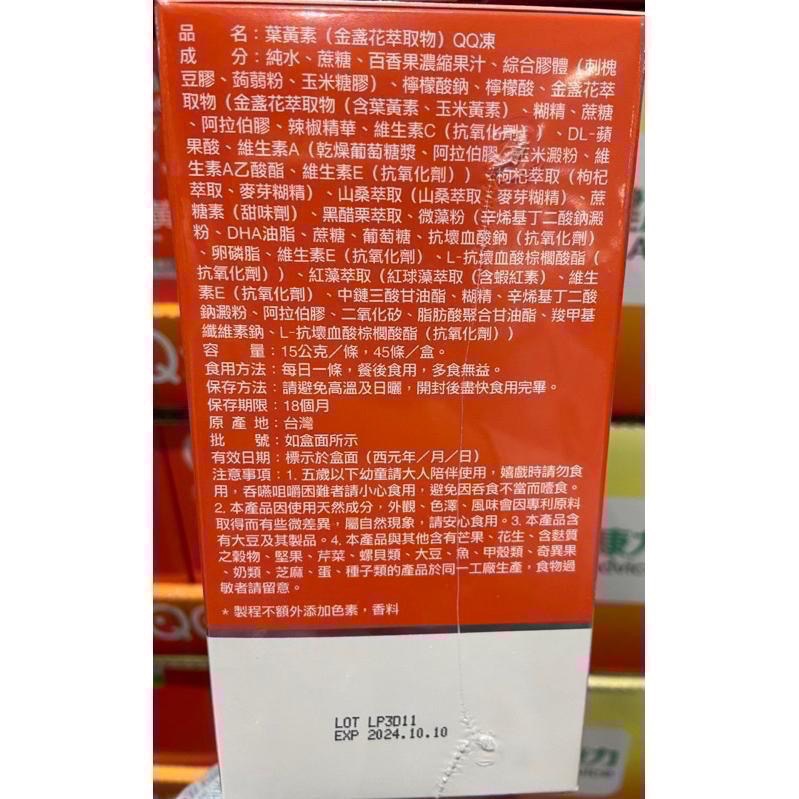 品　　名：葉黃素（金盞花萃取物）QQ凍
成　　分：純水、蔗糖、百香果濃縮果汁、綜合膠體（刺槐
豆膠、蒟蒻粉、玉米糖膠）、檸檬酸鈉、檸檬酸、金盞花萃
取物（金盞花萃取物（含葉黃素、玉米黃素）、糊精、蔗糖
、阿拉伯膠、辣椒精華、維生素C（抗氧化劑））、DL-蘋
果酸、維生素A（乾燥葡萄糖漿、阿拉伯膠、玉米澱粉、維
生素A乙酸酯、維生素E（抗氧化劑））、枸杞萃取（枸杞
萃取、麥芽糊精）、山桑萃取（山桑萃取、麥芽糊精）、蔗
糖素（甜味劑）、黑醋栗萃取、微藻粉（辛烯基丁二酸鈉澱
粉、DHA油脂、蔗糖、葡萄糖、抗壞血酸鈉（抗氧化劑）
、卵磷脂、維生素E（抗氧化劑）、L-抗壞血酸棕櫚酸酯（
抗氧化劑））、紅藻萃取（紅球藻萃取（含蝦紅素）、維生
素E（抗氧化劑）、中鏈三酸甘油酯、糊精、辛烯基丁二酸
鈉澱粉、阿拉伯膠、二氧化矽、脂肪酸聚合甘油酯、羧甲基
纖維素鈉、L-抗壞血酸棕櫚酸酯（抗氧化劑））
容　　量：15公克／條，45條／盒。
食用方法：每日一條，餐後食用，多食無益。
保存方法：請避免高溫及日曬，開封後盡快食用完畢。
保存期限：18個月
原 產 地：台灣
批　　號：如盒面所示
有效日期：標示於盒面（西元年／月／日）
注意事項：1. 五歲以下幼童請大人陪伴使用，嬉戲時請勿食
用，吞嚥咀嚼困難者請小心食用，避免因吞食不當而噎食。
2. 本產品因使用天然成分，外觀、色澤、風味會因專利原料
取得而有些微差異，屬自然現象，請安心食用。3. 本產品含
有大豆及其製品。4. 本產品與其他含有芒果、花生、含麩質
之穀物、堅果、芹菜、螺貝類、大豆、魚、甲殼類、奇異果
、奶類、芝麻、蛋、種子類的產品於同一工廠生產，食物過
敏者請留意。
* 製程不額外添加色素，香料
LOT LP3D11
EXP 2024.10.10